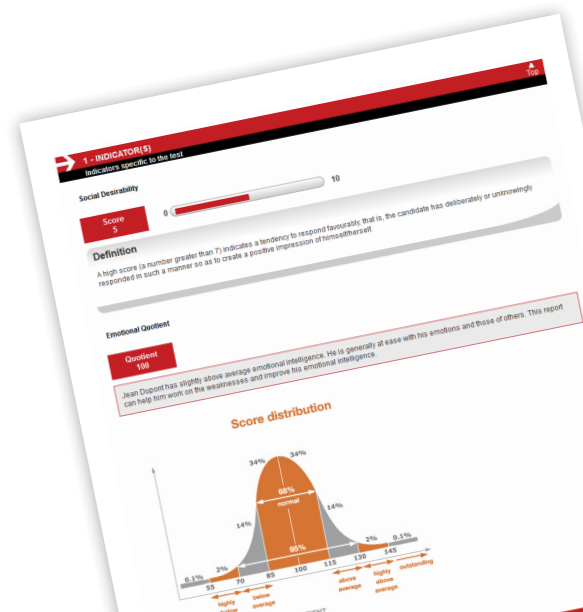 Top
1 - INDICATOR(S)
Indicators specific to the test
Social Desirability
Score
5
0
10
Definition
A high score (a number greater than 7) indicates a tendency to respond favourably, that is, the candidate has deliberately or unknowingly
responded in such a manner so as to create a positive impression of himself/herself.
Emotional Quotient
Quotient
100
Jean Dupont has slightly above average emotional intelligence. He is generally at ease with his emotions and those of others. This report
can help him work on the weaknesses and improve his emotional intelligence.
Score distribution
34% 34%
68%
normal
14% 14%
95%
0.1% 2% 2% 0.1%
55 70 85 100 115 130 145
highly
below
average
above
average
highly
above
average
outstanding